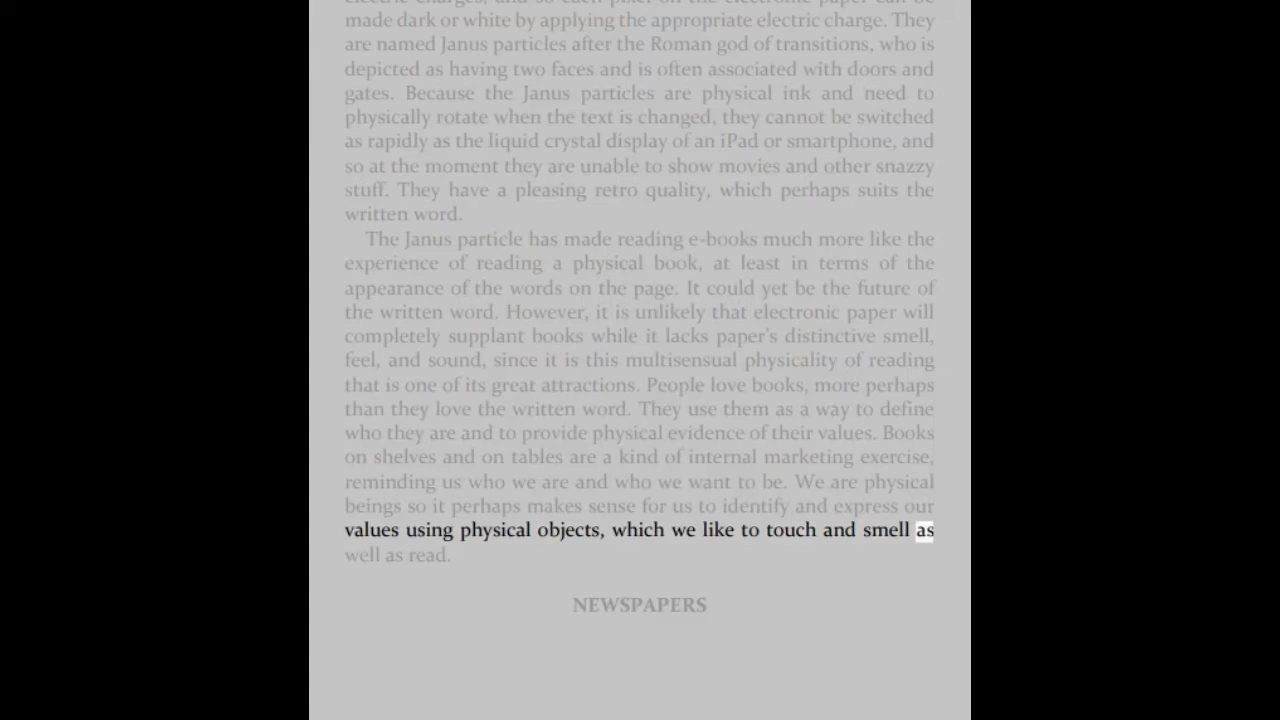 electric charges, and so each pixel on the electronic paper can be
made dark or white by applying the appropriate electric charge. They
are named Janus particles after the Roman god of transitions, who is
depicted as having two faces and is often associated with doors and
gates. Because the Janus particles are physical ink and need to
physically rotate when the text is changed, they cannot be switched
as rapidly as the liquid crystal display of an iPad or smartphone, and
so at the moment they are unable to show movies and other snazzy
stuff. They have a pleasing retro quality, which perhaps suits the
written word.
The Janus particle has made reading e-books much more like the
experience of reading a physical book, at least in terms of the
appearance of the words on the page. It could yet be the future of
the written word. However, it is unlikely that electronic paper will
completely supplant books while it lacks paper's distinctive smell,
feel, and sound, since it is this multisensual physicality of reading
that is one of its great attractions. People love books, more perhaps
than they love the written word. They use them as a way to define
who they are and to provide physical evidence of their values. Books
on shelves and on tables are a kind of internal marketing exercise,
reminding us who we are and who we want to be. We are physical
beings so it perhaps makes sense for us to identify and express our
values using physical objects, which we like to touch and smell as
well as read.
NEWSPAPERS